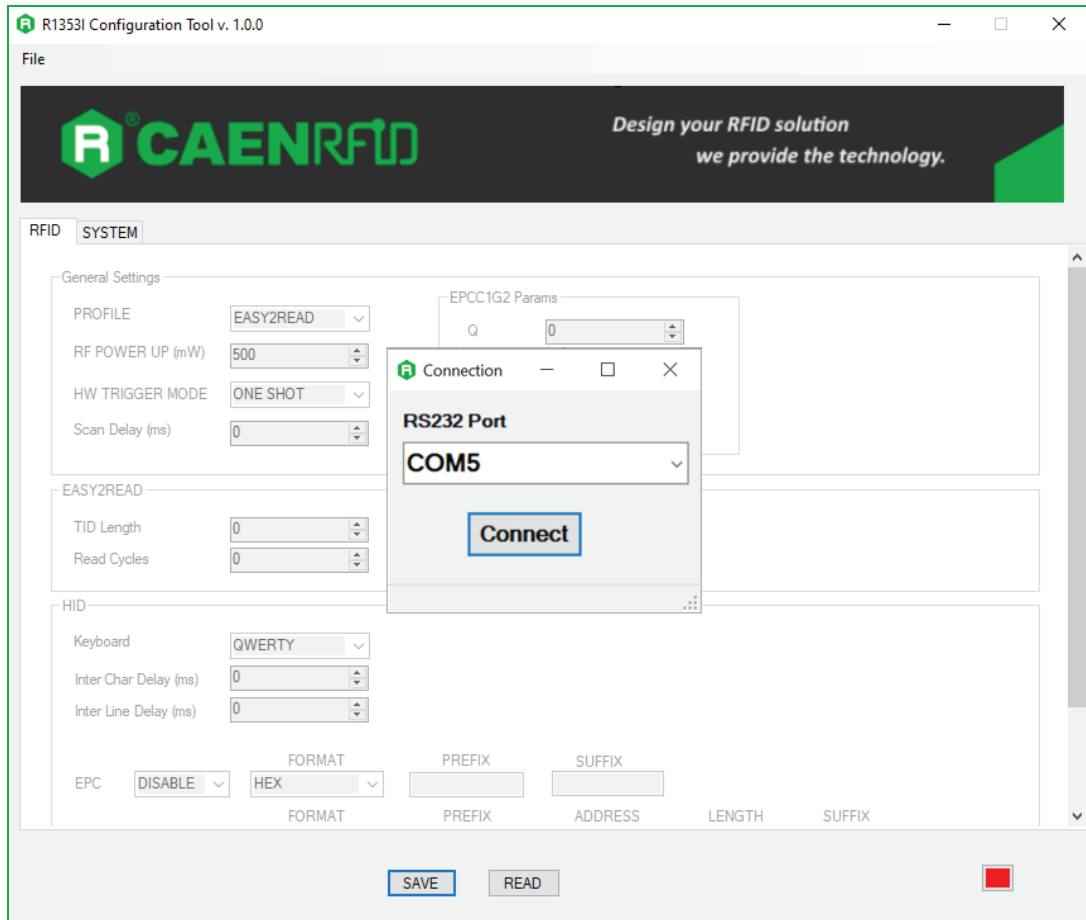 R1353I Configuration Tool v. 1.0.0
File
R ® CAENRFID
Design your RFID solution
we provide the technology.
RFID SYSTEM
General Settings
EPCC1G2 Params
PROFILE EASY2READ
Q 0
RF POWER UP (mW) 500
HW TRIGGER MODE ONE SHOT
Scan Delay (ms) 0
R Connection
RS232 Port
COM5
Connect
EASY2READ
TID Length 0
Read Cycles 0
HID
Keyboard QWERTY
Inter Char Delay (ms) 0
Inter Line Delay (ms) 0
FORMAT PREFIX SUFFIX
EPC DISABLE HEX
FORMAT PREFIX ADDRESS LENGTH SUFFIX
SAVE READ